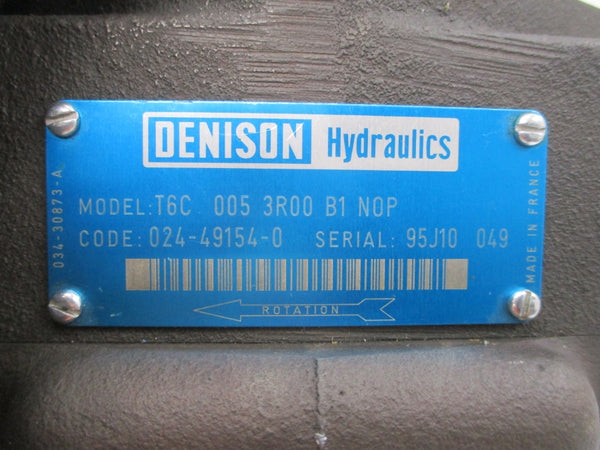 DENISON Hydraulics
MODEL: T6C 005 3R00 B1 NOP
CODE: 024-49154-0 SERIAL: 95J10 049
ROTATION
034-30873-A
MADE IN FRANCE